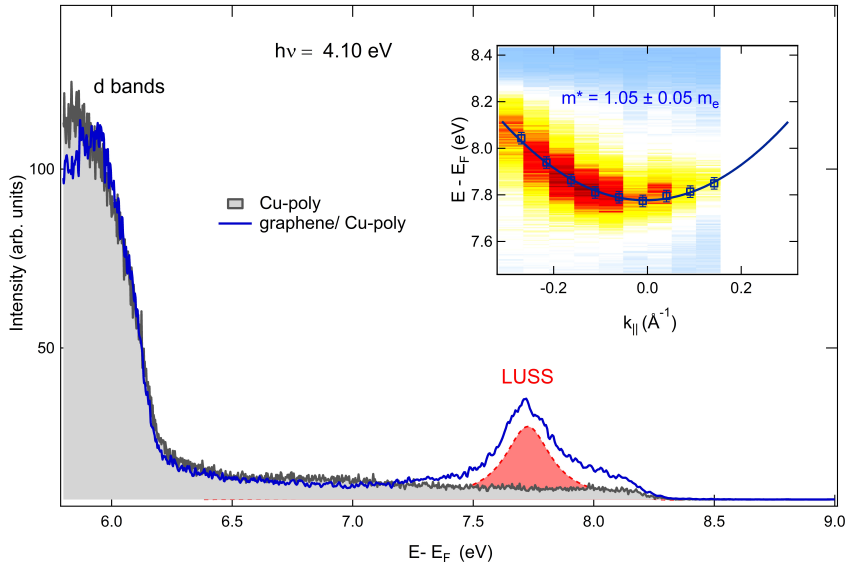 hν = 4.10 eV
d bands
Cu-poly
graphene/ Cu-poly
LUSS
Intensity (arb. units)
100
50
6.0
6.5
7.0
7.5
8.0
8.5
9.0
E- E_F (eV)
m* = 1.05 ± 0.05 m_e
E - E_F (eV)
8.4
8.2
8.0
7.8
7.6
-0.2
0.0
0.2
k_|| (Å^-1)